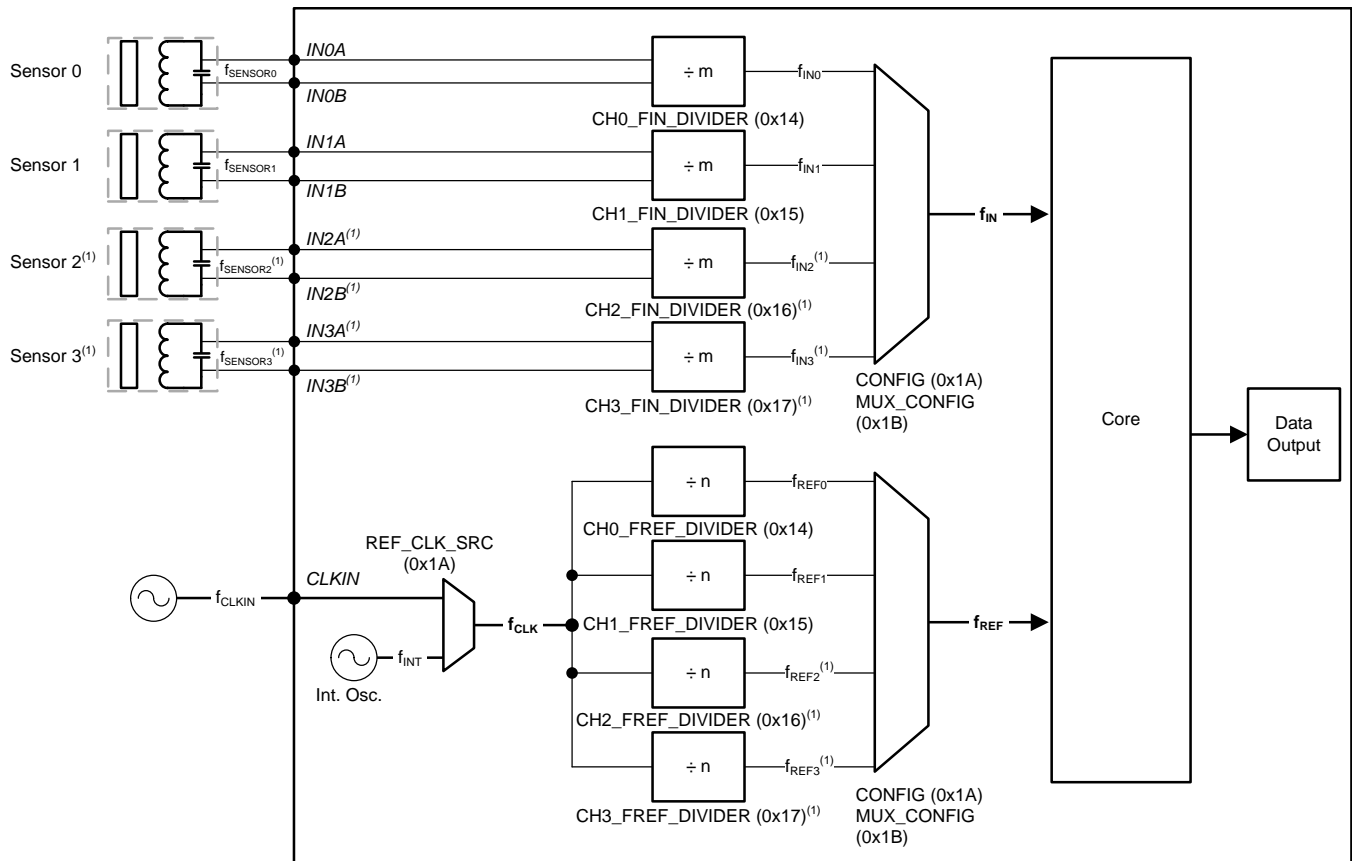 Sensor 0
fSENSOR0
IN0A
IN0B
÷ m
fIN0
CH0_FIN_DIVIDER (0x14)
Sensor 1
fSENSOR1
IN1A
IN1B
÷ m
fIN1
CH1_FIN_DIVIDER (0x15)
fIN
Sensor 2(1)
fSENSOR2(1)
IN2A(1)
IN2B(1)
÷ m
fIN2(1)
CH2_FIN_DIVIDER (0x16)(1)
Sensor 3(1)
fSENSOR3(1)
IN3A(1)
IN3B(1)
÷ m
fIN3(1)
CH3_FIN_DIVIDER (0x17)(1)
CONFIG (0x1A)
MUX_CONFIG
(0x1B)
Core
Data
Output
÷ n
fREF0
CH0_FREF_DIVIDER (0x14)
REF_CLK_SRC
(0x1A)
CLKIN
fCLKIN
÷ n
fREF1
CH1_FREF_DIVIDER (0x15)
fCLK
fREF
fINT
Int. Osc.
÷ n
fREF2(1)
CH2_FREF_DIVIDER (0x16)(1)
÷ n
fREF3(1)
CH3_FREF_DIVIDER (0x17)(1)
CONFIG (0x1A)
MUX_CONFIG
(0x1B)